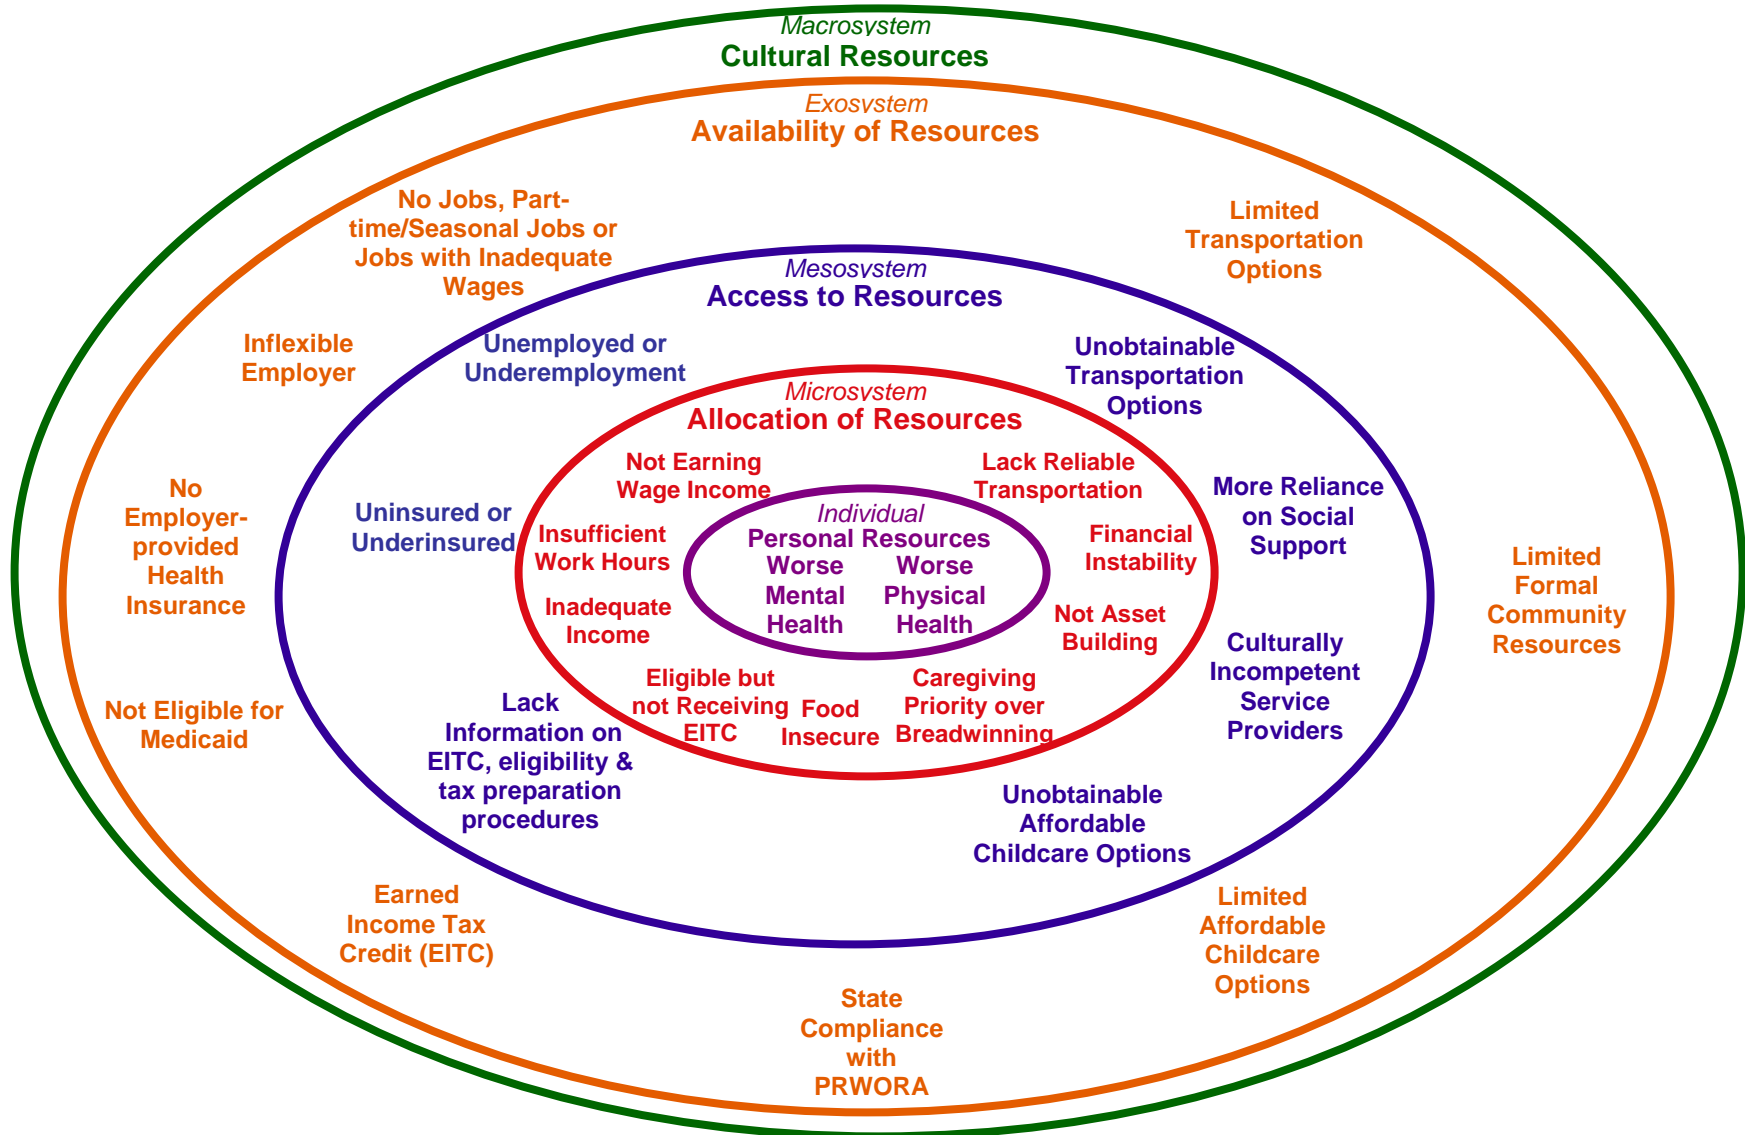 Macrosystem
Cultural Resources
Exosystem
Availability of Resources
No Jobs, Part-
time/Seasonal Jobs or
Jobs with Inadequate
Wages
Limited
Transportation
Options
Inflexible
Employer
No
Employer-
provided
Health
Insurance
Limited
Formal
Community
Resources
Not Eligible for
Medicaid
Earned
Income Tax
Credit (EITC)
Limited
Affordable
Childcare
Options
State
Compliance
with
PRWORA
Mesosystem
Access to Resources
Unemployed or
Underemployment
Unobtainable
Transportation
Options
Uninsured or
Underinsured
More Reliance
on Social
Support
Culturally
Incompetent
Service
Providers
Lack
Information on
EITC, eligibility &
tax preparation
procedures
Unobtainable
Affordable
Childcare Options
Microsystem
Allocation of Resources
Not Earning
Wage Income
Lack Reliable
Transportation
Insufficient
Work Hours
Financial
Instability
Inadequate
Income
Not Asset
Building
Eligible but
not Receiving
EITC
Food
Insecure
Caregiving
Priority over
Breadwinning
Individual
Personal Resources
Worse
Mental
Health
Worse
Physical
Health